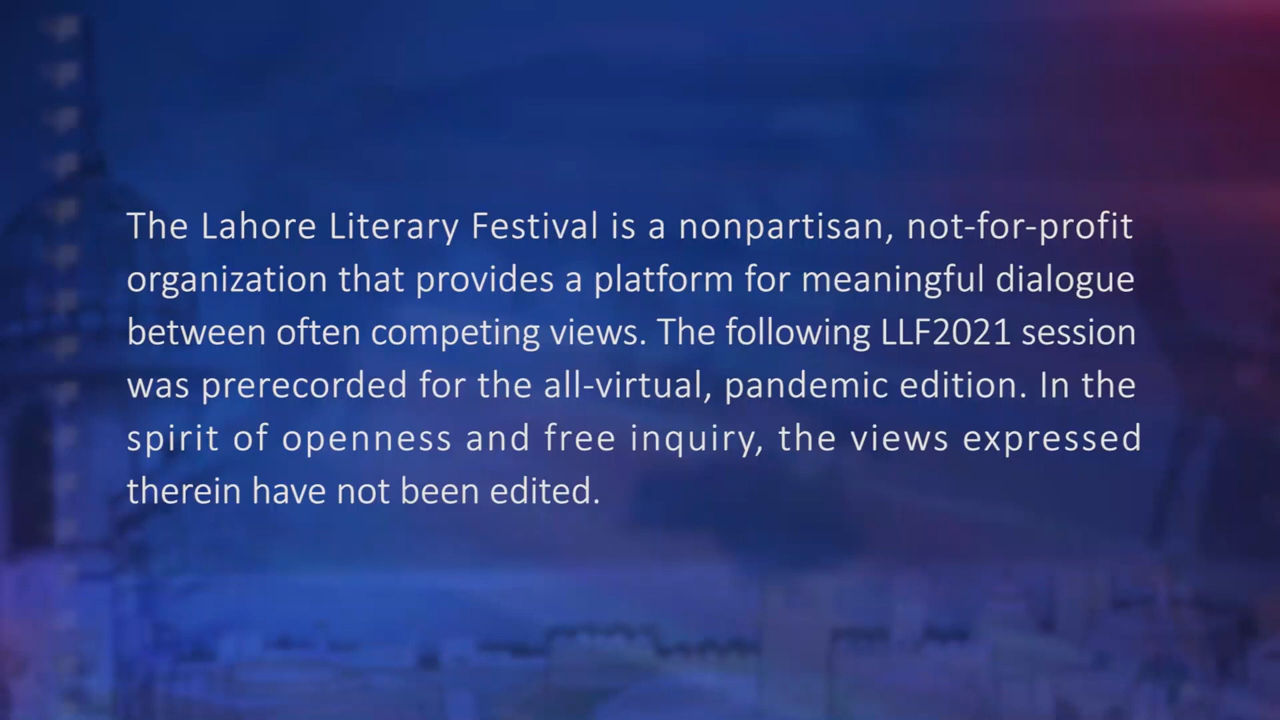 The Lahore Literary Festival is a nonpartisan, not-for-profit
organization that provides a platform for meaningful dialogue
between often competing views. The following LLF2021 session
was prerecorded for the all-virtual, pandemic edition. In the
spirit of openness and free inquiry, the views expressed
therein have not been edited.